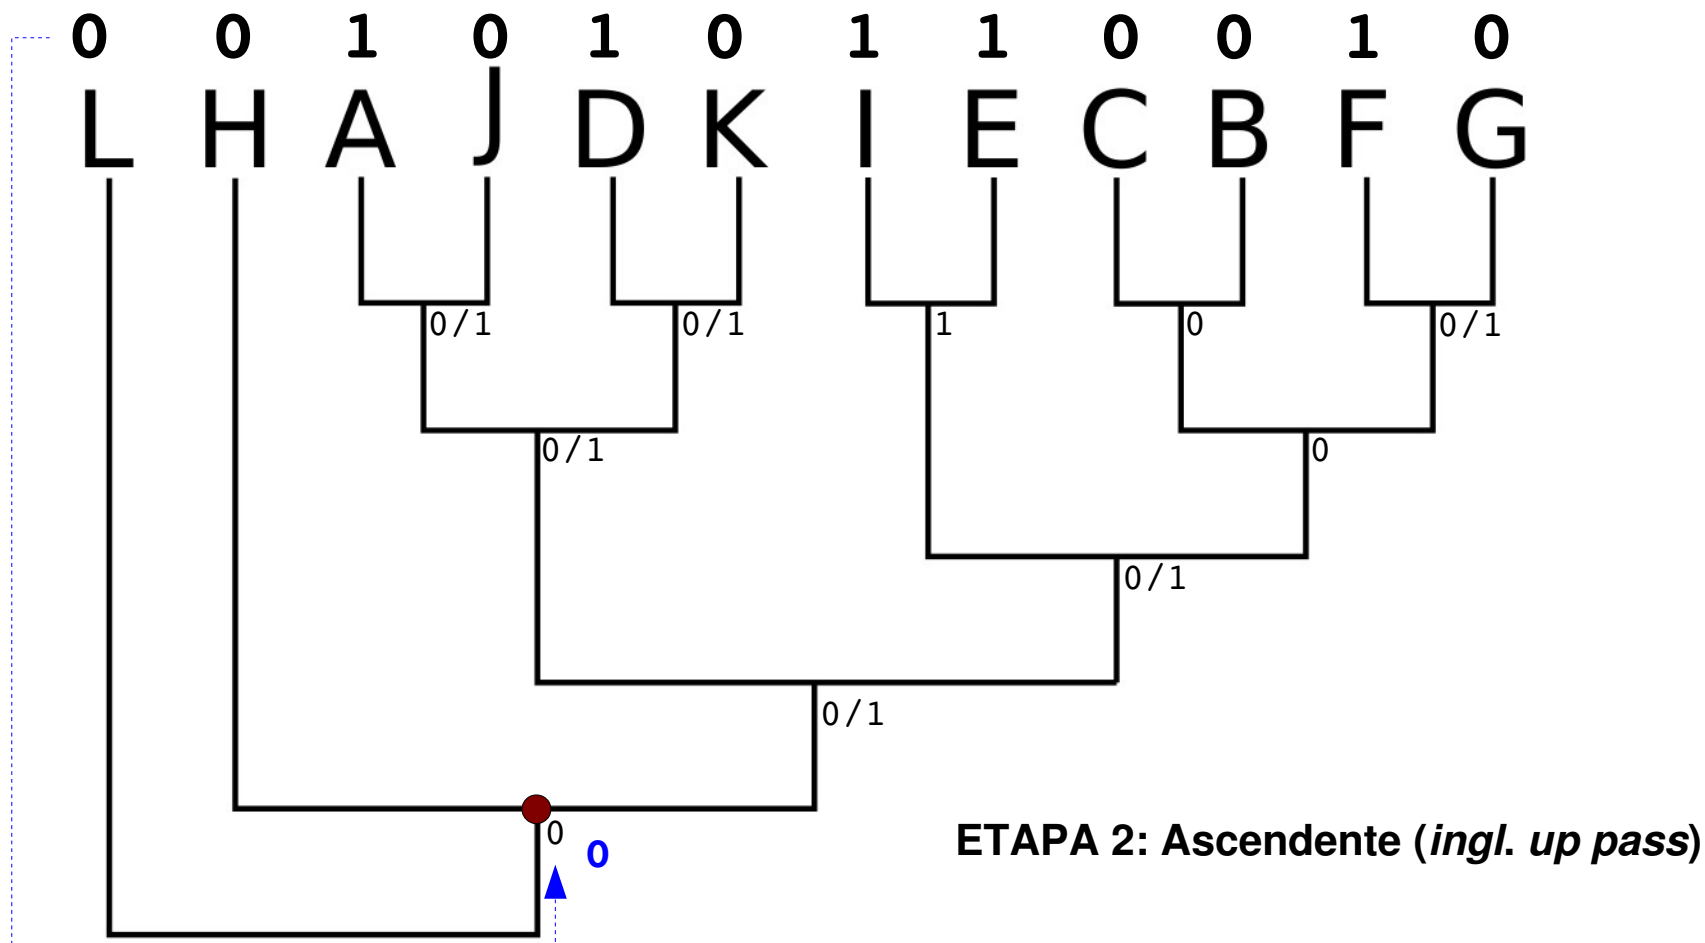 0 0 1 0 1 0 1 1 0 0 1 0
L H A J D K I E C B F G
0/1 0/1 1 0 0/1
0/1 0
0/1
0/1
0
0
ETAPA 2: Ascendente (ingl. up pass)